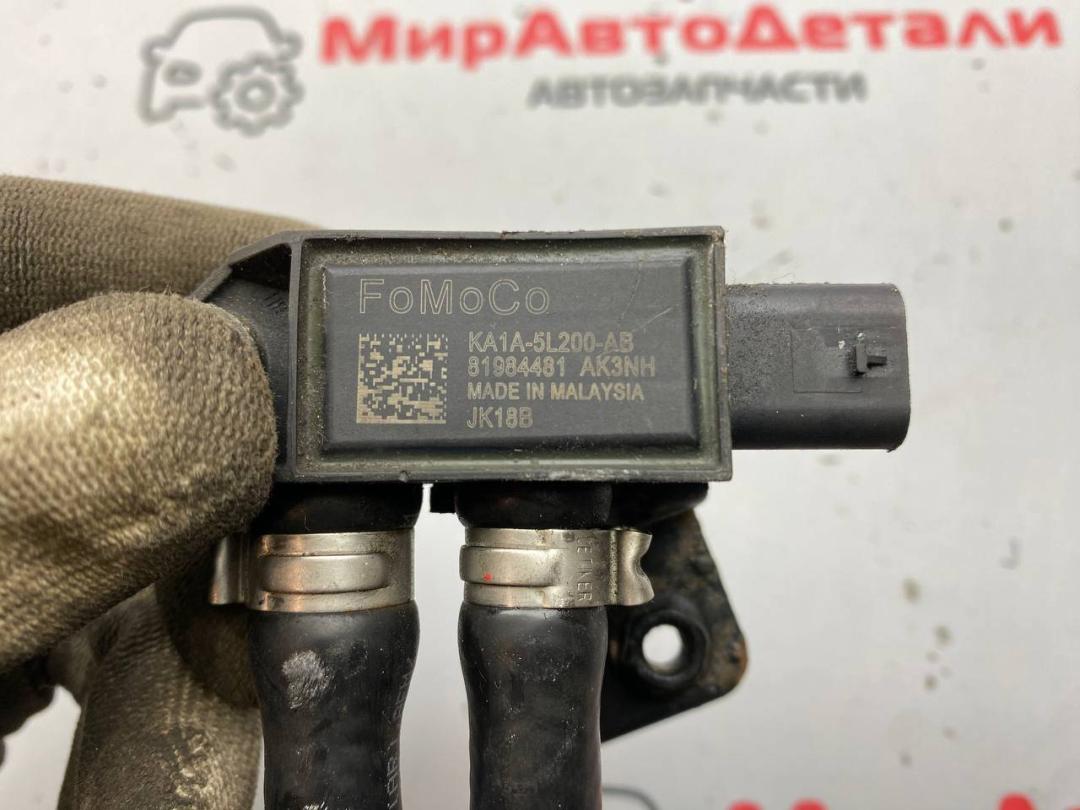 МирАвтоДетали
АВТОЗАПЧАСТИ
FoMoCo
KA1A-5L200-AB
81984481 AK3NH
MADE IN MALAYSIA
JK18B